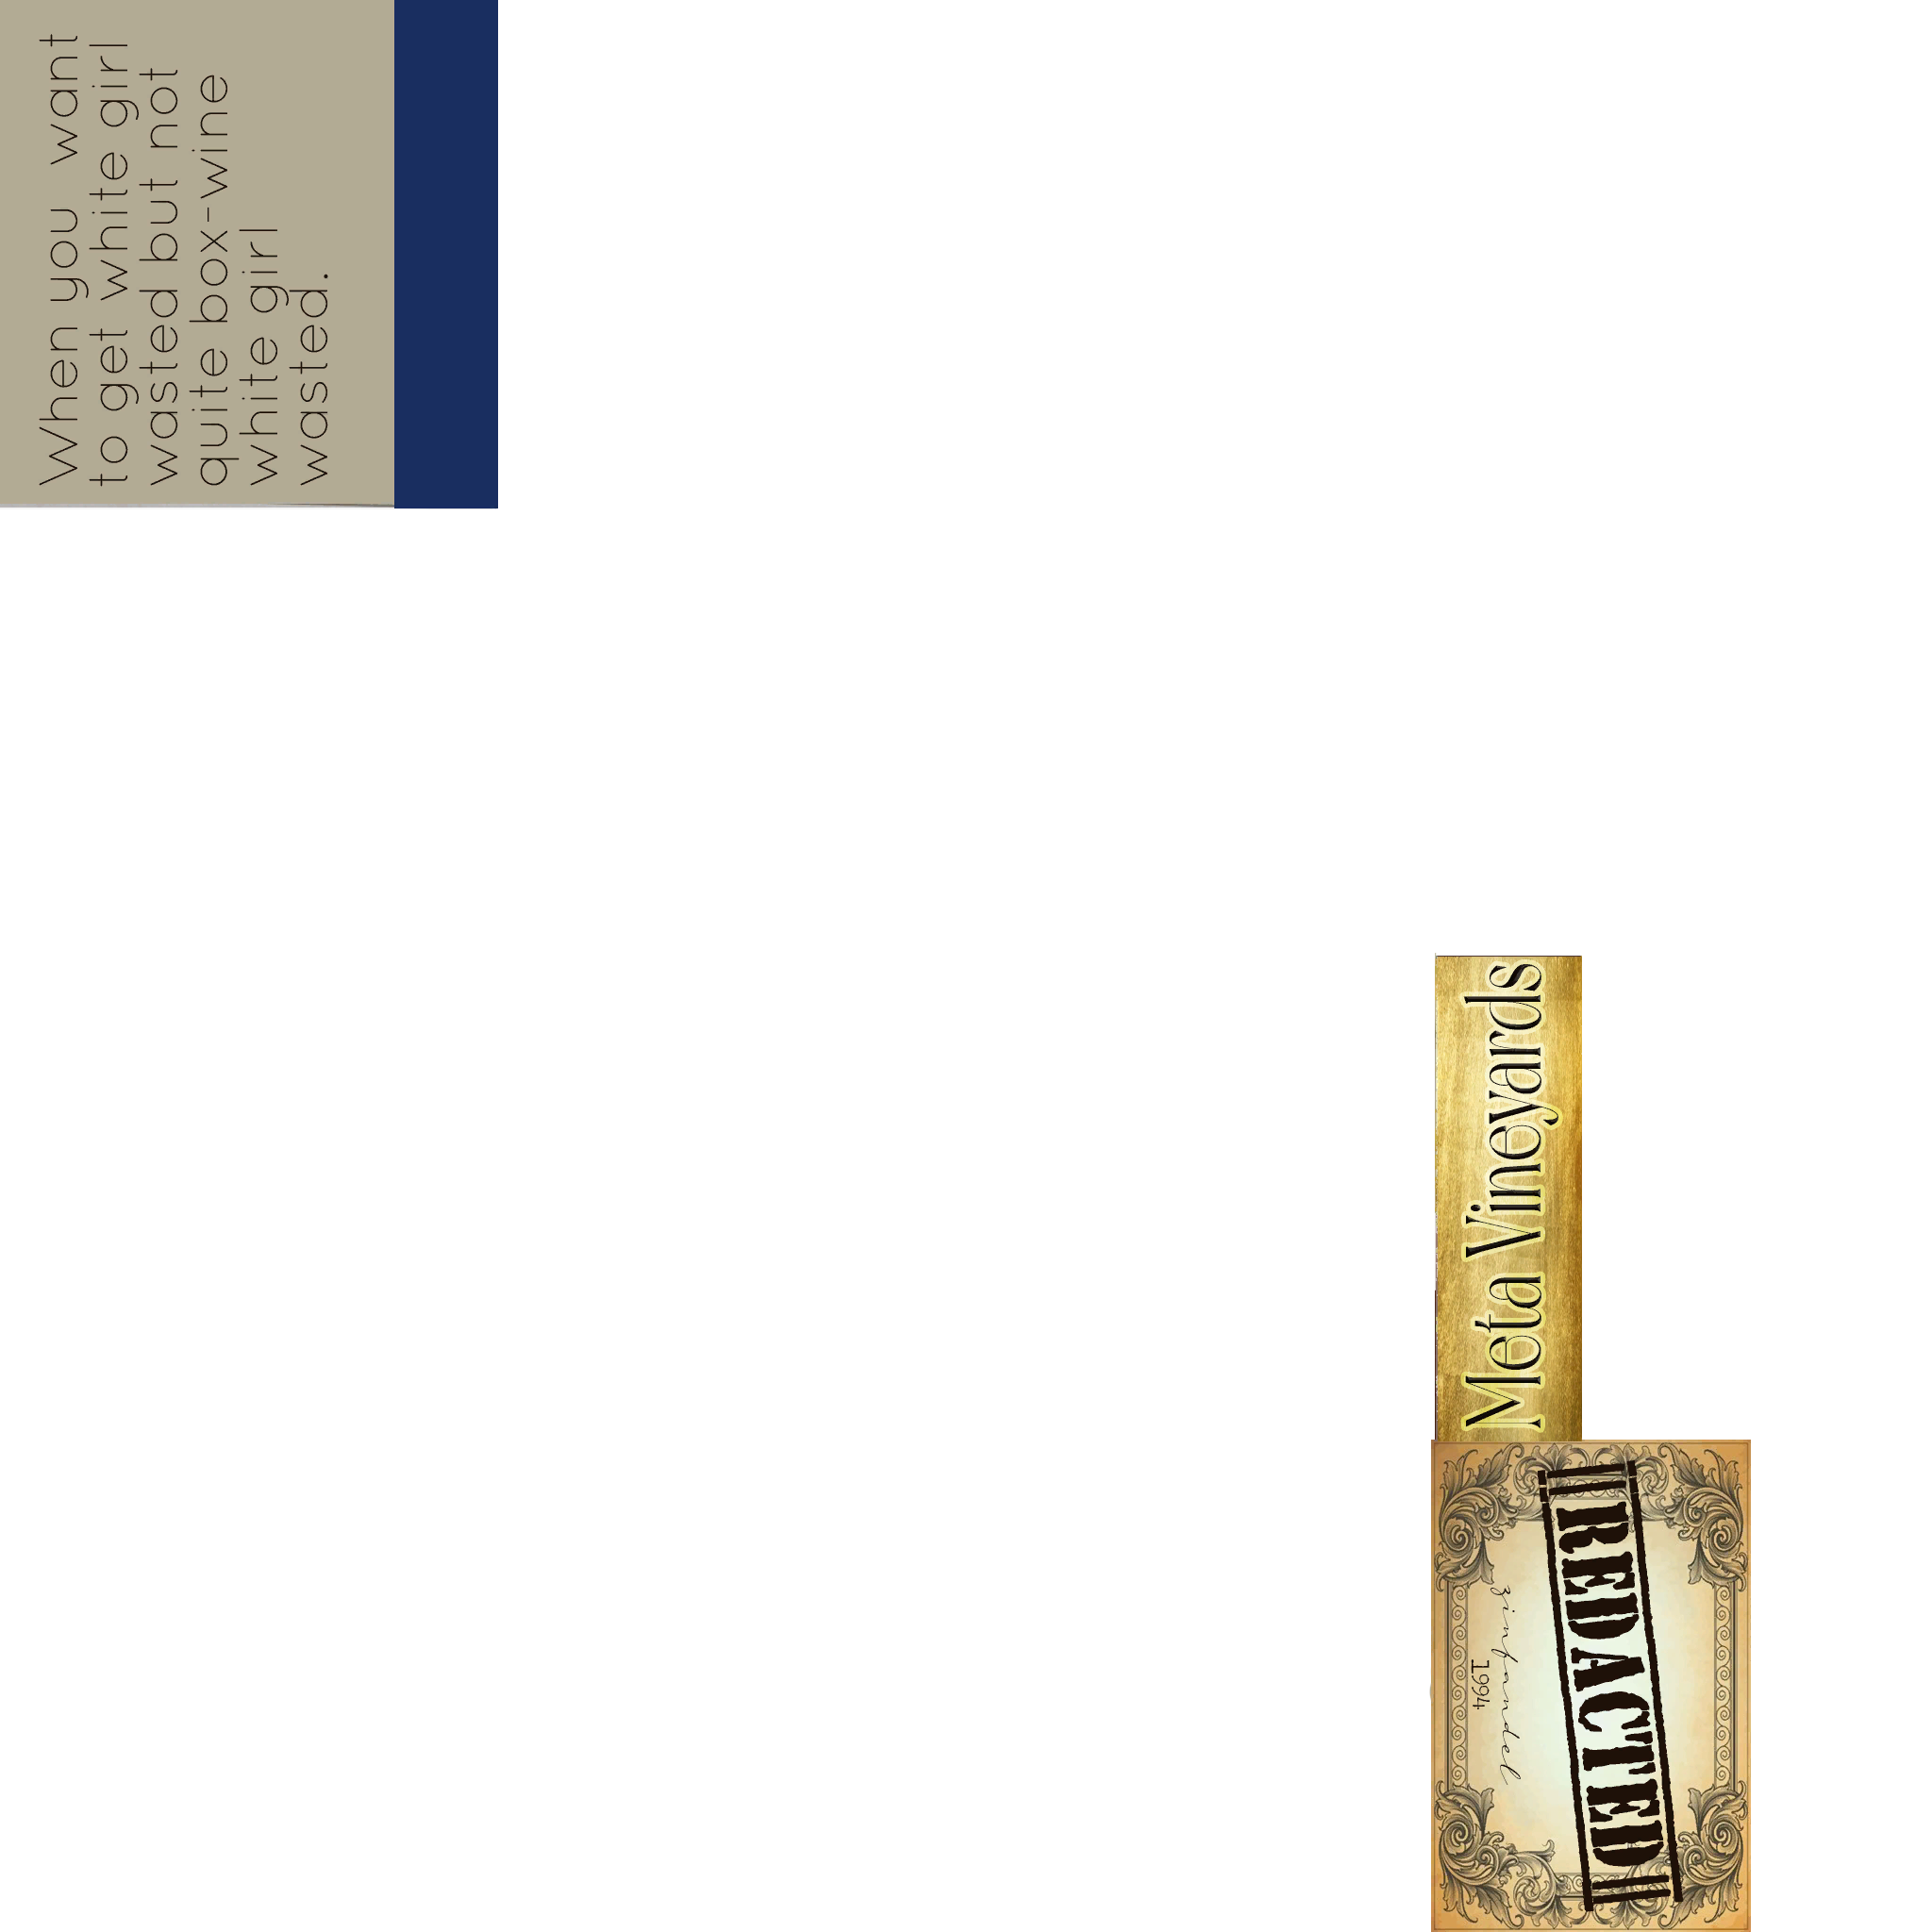 When you want
to get white girl
wasted but not
quite box-wine
white girl
wasted.
Meta Vineyards
REDACTED
zinfandel
1994